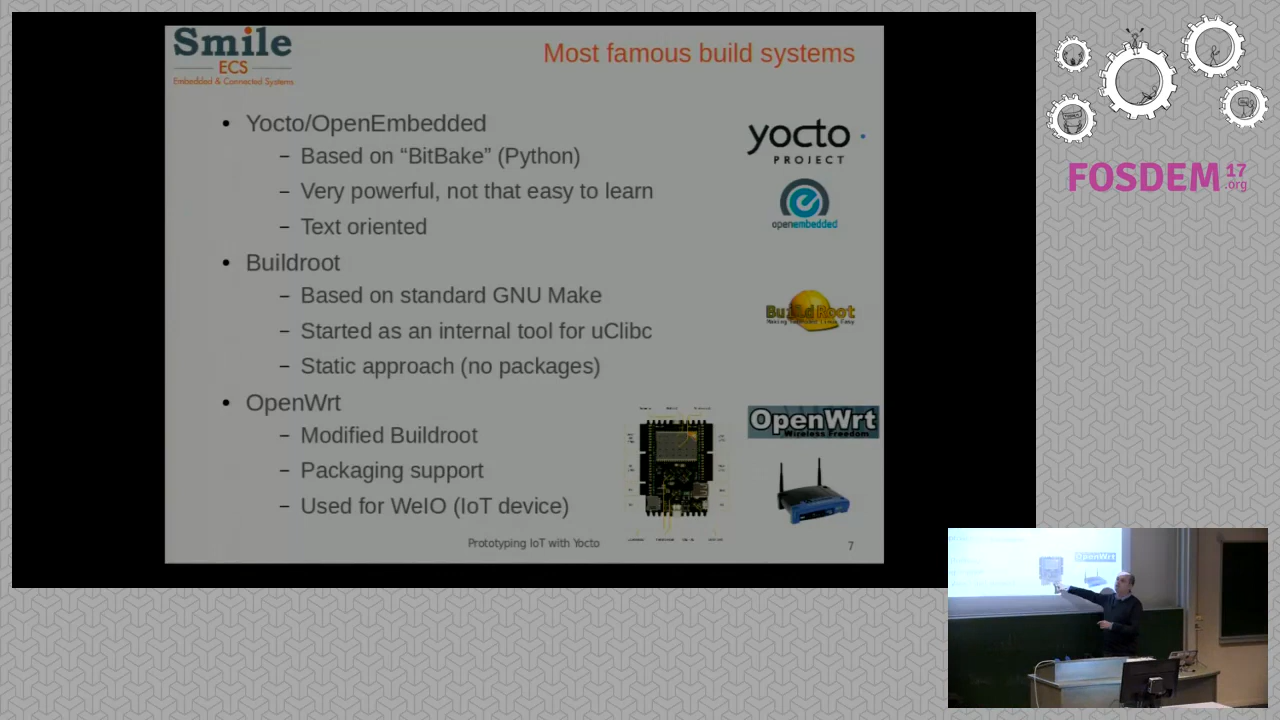 Smile
ECS
Embedded & Connected Systems
Most famous build systems
• Yocto/OpenEmbedded
– Based on “BitBake” (Python)
– Very powerful, not that easy to learn
– Text oriented
• Buildroot
– Based on standard GNU Make
– Started as an internal tool for uClibc
– Static approach (no packages)
• OpenWrt
– Modified Buildroot
– Packaging support
– Used for WeIO (IoT device)
yocto
PROJECT
openembedded
BuildRoot
Making Embedded Linux Easy
OpenWrt
Wireless Freedom
Prototyping IoT with Yocto
7
FOSDEM 17
.org
OpenWrt